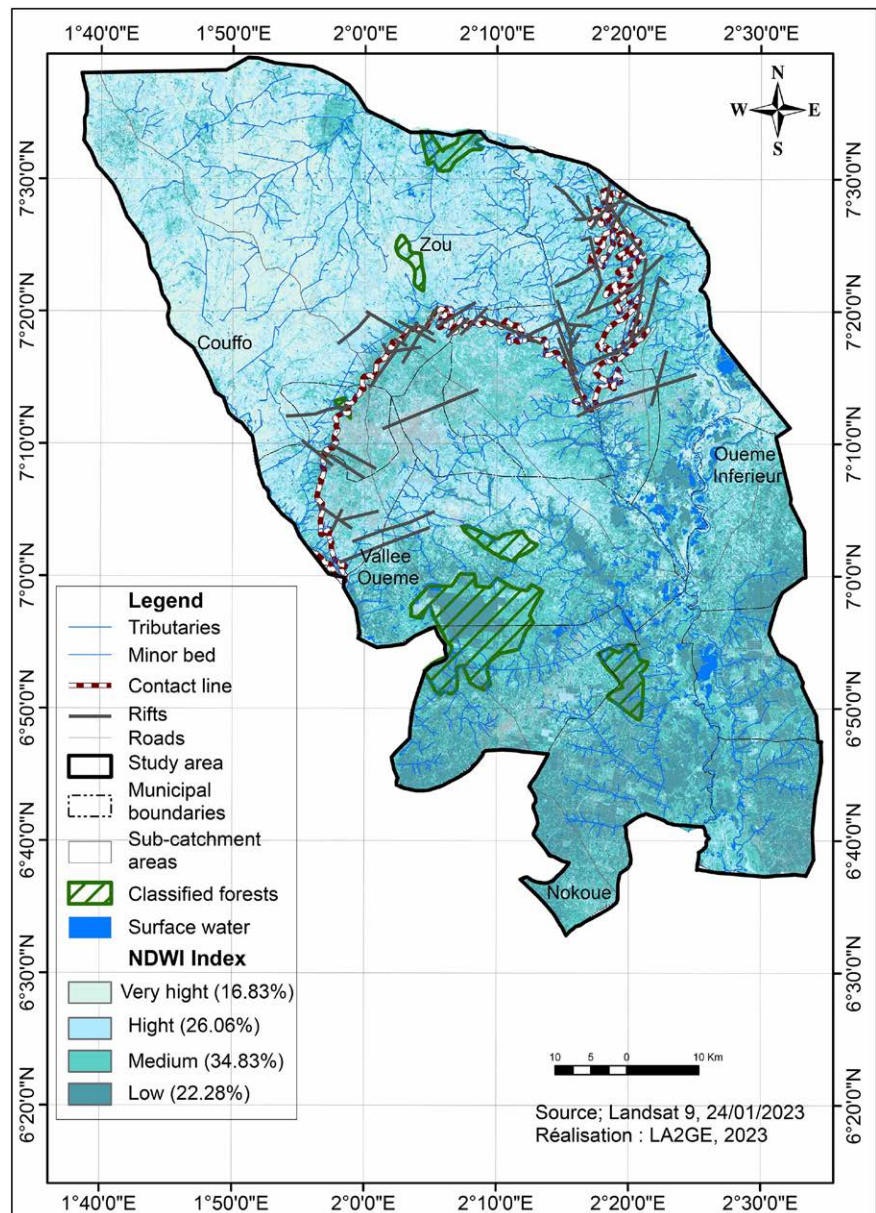 1°40'0"E 1°50'0"E 2°0'0"E 2°10'0"E 2°20'0"E 2°30'0"E
N
W E
S
7°30'0"N 7°30'0"N
Zou
7°20'0"N 7°20'0"N
Couffo
7°10'0"N 7°10'0"N
Oueme
Inferieur
Vallee
Oueme
7°0'0"N 7°0'0"N
Legend
Tributaries
Minor bed
Contact line
Rifts
Roads
Study area
Municipal
boundaries
Sub-catchment
areas
Classified forests
Surface water
NDWI Index
Very hight (16.83%)
Hight (26.06%)
Medium (34.83%)
Low (22.28%)
6°50'0"N 6°50'0"N
6°40'0"N 6°40'0"N
Nokoue
6°30'0"N 6°30'0"N
10 5 0 10 Km
Source; Landsat 9, 24/01/2023
Réalisation : LA2GE, 2023
6°20'0"N 6°20'0"N
1°40'0"E 1°50'0"E 2°0'0"E 2°10'0"E 2°20'0"E 2°30'0"E